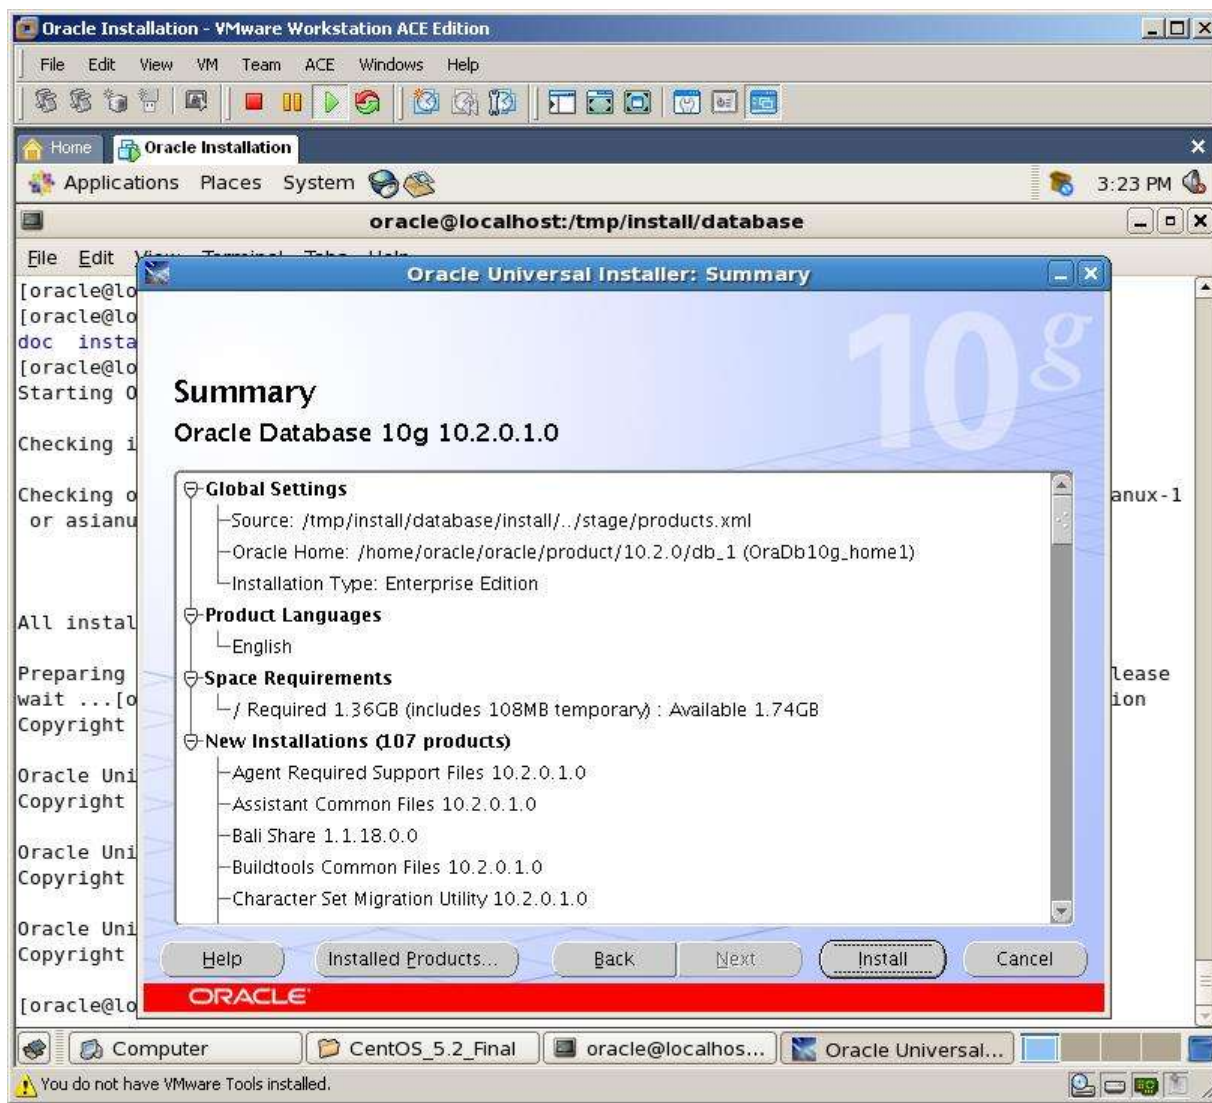 Oracle Installation - VMware Workstation ACE Edition
File Edit View VM Team ACE Windows Help
Home Oracle Installation
Applications Places System 3:23 PM
oracle@localhost:/tmp/install/database
File Edit
Oracle Universal Installer: Summary
[oracle@lo
[oracle@lo
doc insta
[oracle@lo
Starting O
10g
Summary
Oracle Database 10g 10.2.0.1.0
Checking i
Global Settings
Checking o
anux-1
Source: /tmp/install/database/install/../stage/products.xml
or asianu
Oracle Home: /home/oracle/oracle/product/10.2.0/db_1 (OraDb10g_home1)
Installation Type: Enterprise Edition
Product Languages
All instal
English
Preparing
Space Requirements
lease
wait ...[o
/ Required 1.36GB (includes 108MB temporary) : Available 1.74GB
ion
Copyright
New Installations (107 products)
Oracle Uni
Agent Required Support Files 10.2.0.1.0
Copyright
Assistant Common Files 10.2.0.1.0
Bali Share 1.1.18.0.0
Oracle Uni
Buildtools Common Files 10.2.0.1.0
Copyright
Character Set Migration Utility 10.2.0.1.0
Oracle Uni
Copyright
Help Installed Products... Back Next Install Cancel
ORACLE
[oracle@lo
Computer CentOS_5.2_Final oracle@localhos... Oracle Universal...
You do not have VMware Tools installed.